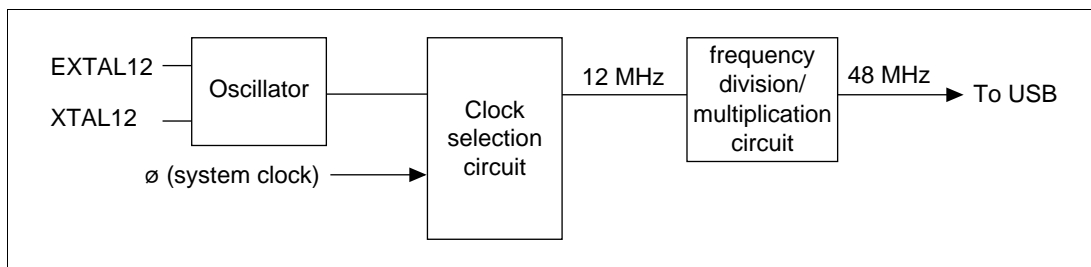 EXTAL12
XTAL12
Oscillator
ø (system clock)
Clock
selection
circuit
12 MHz
frequency
division/
multiplication
circuit
48 MHz
To USB